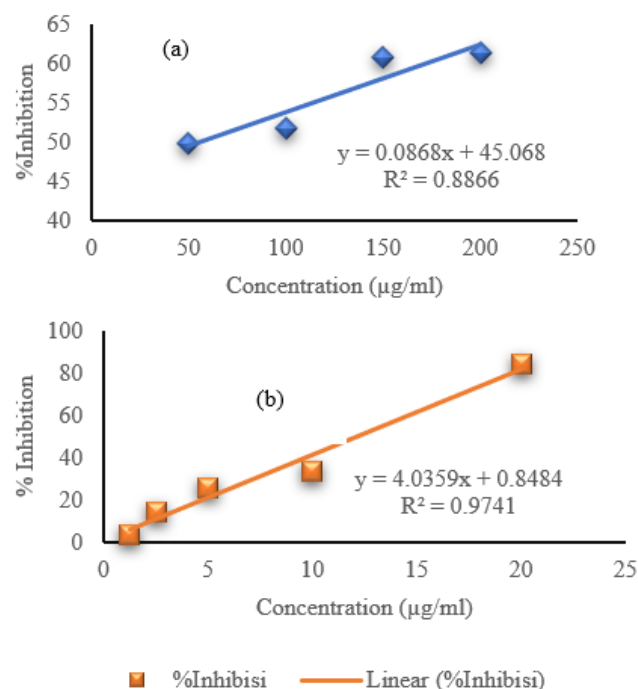 65
60
55
50
45
40
%Inhibition
(a)
y = 0.0868x + 45.068
R² = 0.8866
0 50 100 150 200 250
Concentration (µg/ml)
100
80
60
40
20
0
% Inhibition
(b)
y = 4.0359x + 0.8484
R² = 0.9741
0 5 10 15 20 25
Concentration (µg/ml)
%Inhibisi Linear (%Inhibisi)